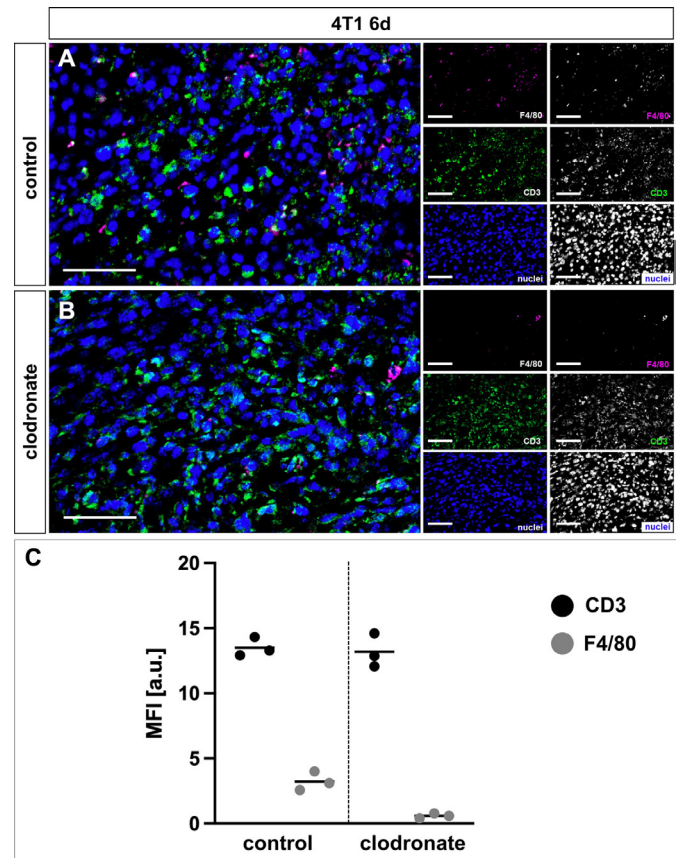 4T1 6d
control
A
F4/80
F4/80
CD3
CD3
nuclei
nuclei
clodronate
B
F4/80
F4/80
CD3
CD3
nuclei
nuclei
C
MFI [a.u.]
20
15
10
5
0
control
clodronate
CD3
F4/80